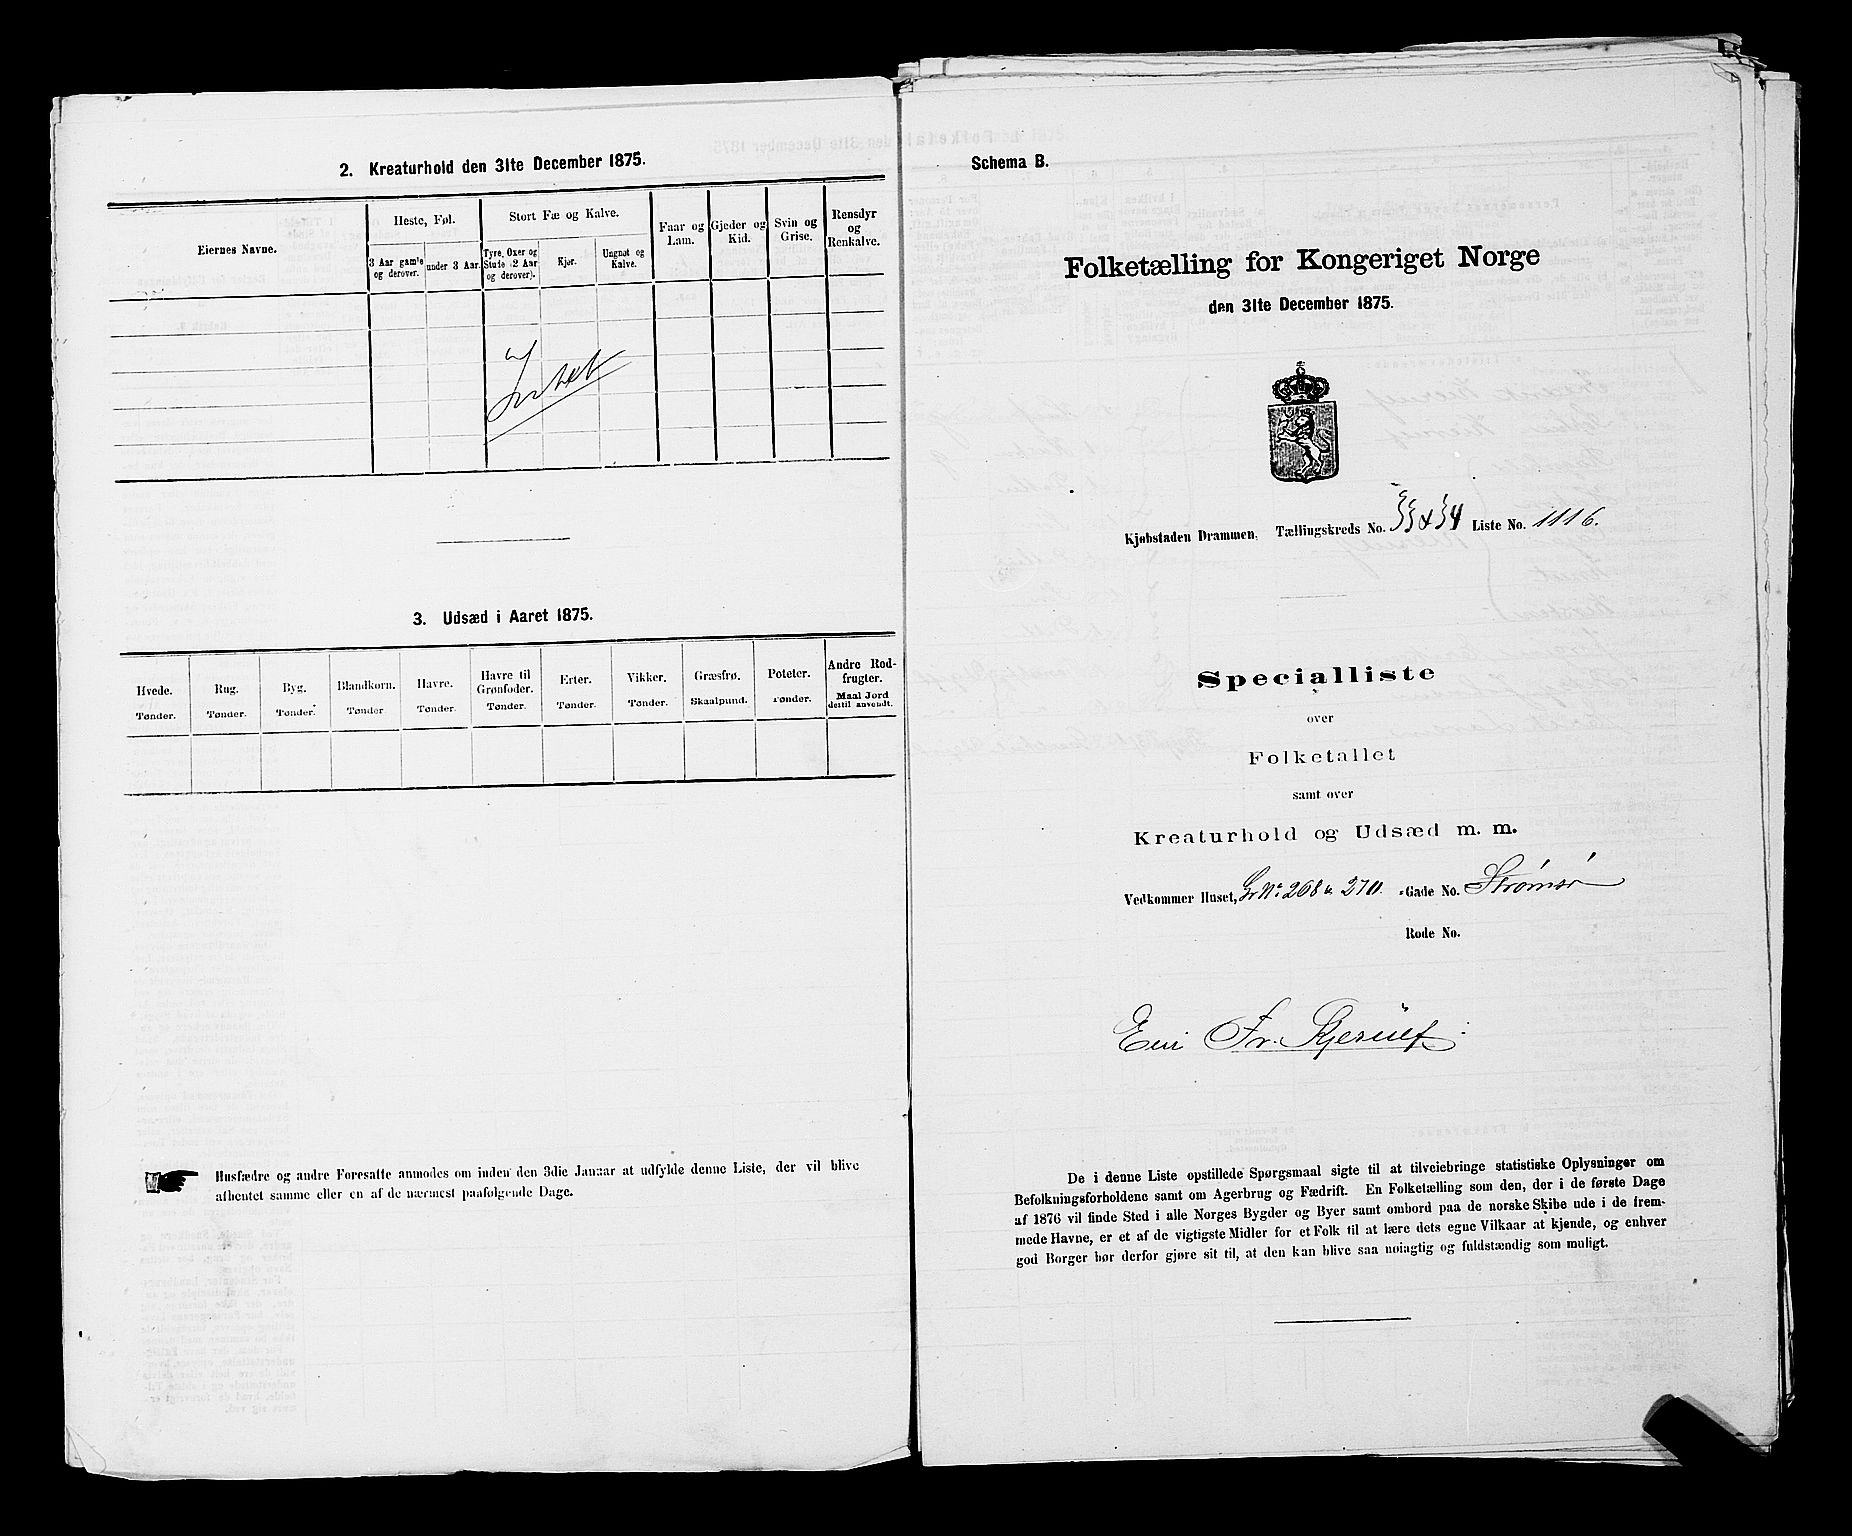 2. Kreaturhold den 31te December 1875.
Eiernes Navne.
Heste, Føl.
3 Aar gamle og derover.
under 3 Aar.
Stort Fæ og Kalve.
Tyre, Oxer og Stude (2 Aar og derover).
Kjør.
Ungnøt og Kalve.
Faar og Lam.
Gjeder og Kid.
Svin og Grise.
Rensdyr og Renkalve.
Intet
3. Udsæd i Aaret 1875.
Hvede. Tønder.
Rug. Tønder.
Byg. Tønder.
Blandkorn. Tønder
Havre. Tønder.
Havre til Grønfoder. Tønder.
Erter. Tønder.
Vikker. Tønder.
Græsfrø. Skaalpund.
Poteter. Tønder.
Andre Rodfrugter. Maal Jord dertil anvendt.
Husfædre og andre Foresatte anmodes om inden den 3die Januar at udfylde denne Liste, der vil blive
afhentet samme eller en af de nærmest paafølgende Dage.
Schema B.
Folketælling for Kongeriget Norge
den 31te December 1875.
Kjøbstaden Drammen, Tællingskreds No. 33 & 34 Liste No. 1116.
Specialliste
over
Folketallet
samt over
Kreaturhold og Udsæd m. m.
Vedkommer Huset, Gr No 268 & 270. -Gade No. Strømsø
Rode No.
Eier Fr. Kjerulf
De i denne Liste opstillede Spørgsmaal sigte til at tilveiebringe statistiske Oplysninger om
Befolkningsforholdene samt om Agerbrug og Fædrift. En Folketælling som den, der i de første Dage
af 1876 vil finde Sted i alle Norges Bygder og Byer samt ombord paa de norske Skibe ude i de frem-
mede Havne, er et af de vigtigste Midler for et Folk til at lære dets egne Vilkaar at kjende, og enhver
god Borger bør derfor gjøre sit til, at den kan blive saa nøiagtig og fuldstændig som muligt.